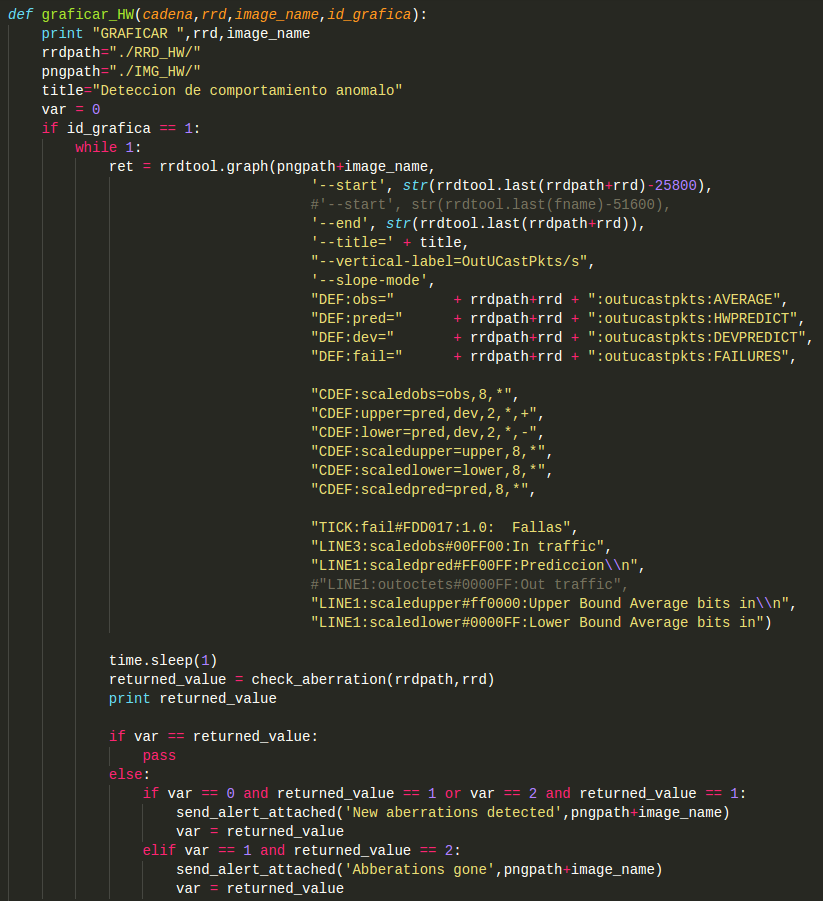 def graficar_HW(cadena,rrd,image_name,id_grafica):
    print "GRAFICAR ",rrd,image_name
    rrdpath="./RRD_HW/"
    pngpath="./IMG_HW/"
    title="Deteccion de comportamiento anomalo"
    var = 0
    if id_grafica == 1:
        while 1:
            ret = rrdtool.graph(pngpath+image_name,
                                    '--start', str(rrdtool.last(rrdpath+rrd)-25800),
                                    #'--start', str(rrdtool.last(fname)-51600),
                                    '--end', str(rrdtool.last(rrdpath+rrd)),
                                    '--title=' + title,
                                    "--vertical-label=OutUCastPkts/s",
                                    '--slope-mode',
                                    "DEF:obs="       + rrdpath+rrd + ":outucastpkts:AVERAGE",
                                    "DEF:pred="      + rrdpath+rrd + ":outucastpkts:HWPREDICT",
                                    "DEF:dev="       + rrdpath+rrd + ":outucastpkts:DEVPREDICT",
                                    "DEF:fail="      + rrdpath+rrd + ":outucastpkts:FAILURES",

                                    "CDEF:scaledobs=obs,8,*",
                                    "CDEF:upper=pred,dev,2,*,+",
                                    "CDEF:lower=pred,dev,2,*,-",
                                    "CDEF:scaledupper=upper,8,*",
                                    "CDEF:scaledlower=lower,8,*",
                                    "CDEF:scaledpred=pred,8,*",

                                    "TICK:fail#FDD017:1.0:  Fallas",
                                    "LINE3:scaledobs#00FF00:In traffic",
                                    "LINE1:scaledpred#FF00FF:Prediccion\\n",
                                    #"LINE1:outoctets#0000FF:Out traffic",
                                    "LINE1:scaledupper#ff0000:Upper Bound Average bits in\\n",
                                    "LINE1:scaledlower#0000FF:Lower Bound Average bits in")

            time.sleep(1)
            returned_value = check_aberration(rrdpath,rrd)
            print returned_value

            if var == returned_value:
                pass
            else:
                if var == 0 and returned_value == 1 or var == 2 and returned_value == 1:
                    send_alert_attached('New aberrations detected',pngpath+image_name)
                    var = returned_value
                elif var == 1 and returned_value == 2:
                    send_alert_attached('Abberations gone',pngpath+image_name)
                    var = returned_value